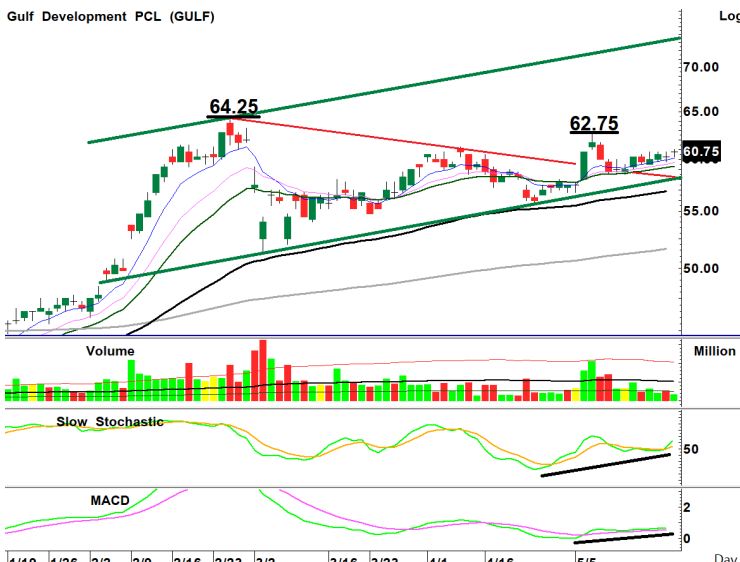 Gulf Development PCL (GULF)
Log
70.00
64.25
65.00
62.75
60.75
55.00
50.00
Volume
Million
Slow Stochastic
50
MACD
2
0
1/19 1/26 2/2 2/9 2/16 2/23 3/2 3/16 3/23 4/1 4/16 5/5 Day